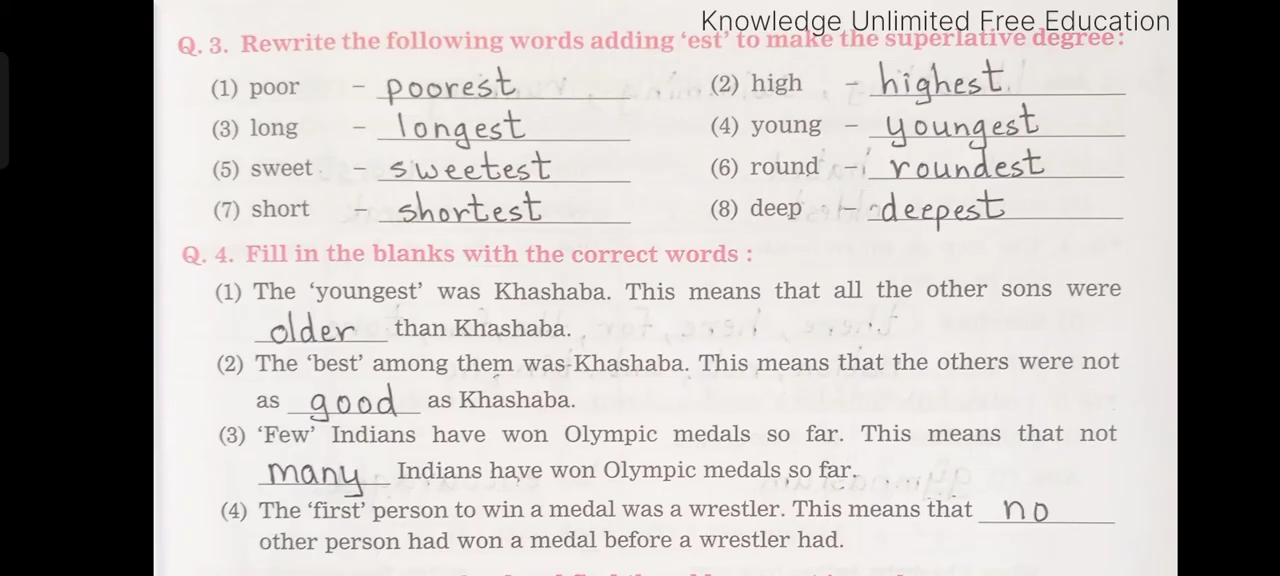 Knowledge Unlimited Free Education
Q. 3. Rewrite the following words adding ‘est’ to make the superlative degree:
(1) poor – poorest (2) high – highest
(3) long – longest (4) young – youngest
(5) sweet – sweetest (6) round – roundest
(7) short – shortest (8) deep – deepest
Q. 4. Fill in the blanks with the correct words :
(1) The ‘youngest’ was Khashaba. This means that all the other sons were
older than Khashaba.
(2) The ‘best’ among them was Khashaba. This means that the others were not
as good as Khashaba.
(3) ‘Few’ Indians have won Olympic medals so far. This means that not
many Indians have won Olympic medals so far.
(4) The ‘first’ person to win a medal was a wrestler. This means that no
other person had won a medal before a wrestler had.